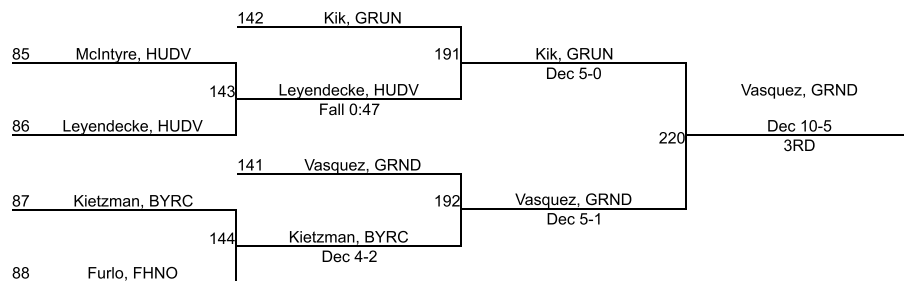 142 Kik, GRUN
85 McIntyre, HUDV
191 Kik, GRUN
Dec 5-0
143 Leyendecke, HUDV
Fall 0:47
Vasquez, GRND
86 Leyendecke, HUDV
Dec 10-5
220
3RD
141 Vasquez, GRND
87 Kietzman, BYRC
192 Vasquez, GRND
Dec 5-1
144 Kietzman, BYRC
Dec 4-2
88 Furlo, FHNO